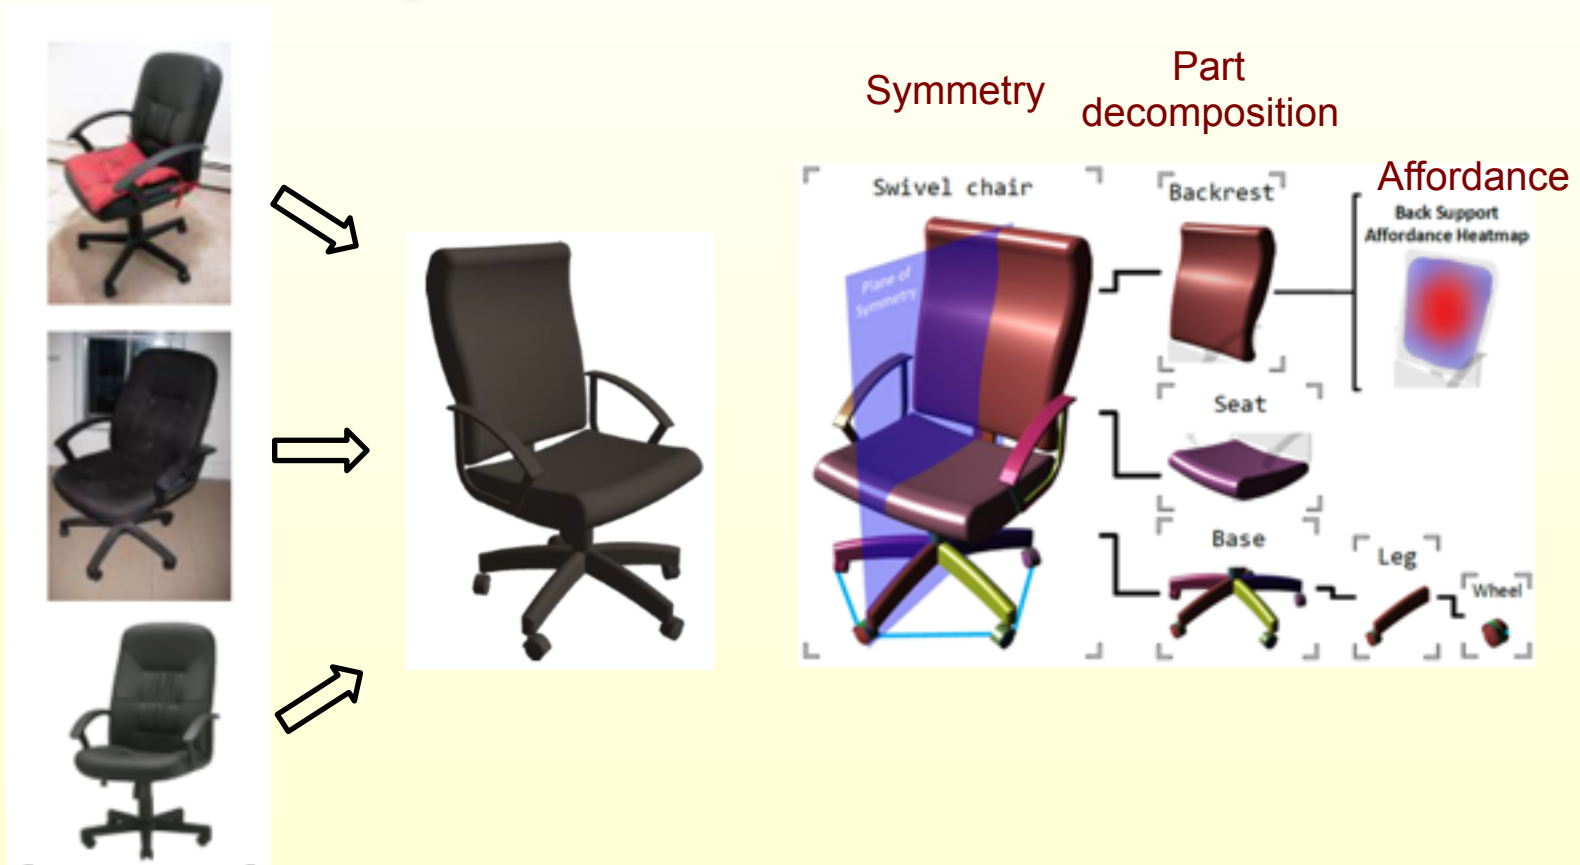 Symmetry
Part
decomposition
Affordance
Swivel chair
Plane of
Symmetry
Backrest
Back Support
Affordance Heatmap
Seat
Base
Leg
Wheel